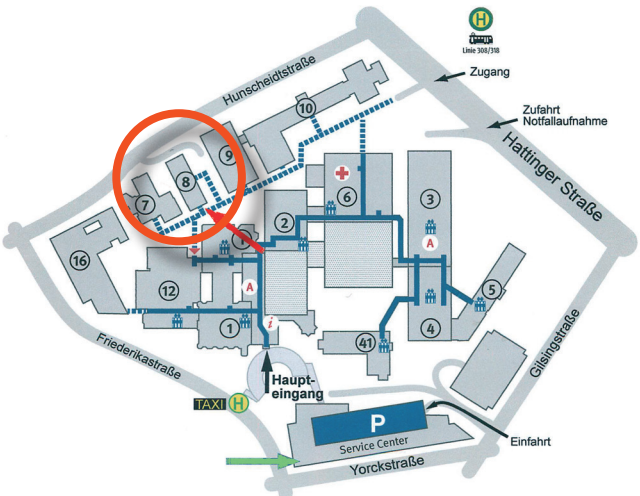 H
Linie 308/318
Zugang
Hunscheidtstraße
Zufahrt
Notfallaufnahme
Hattinger Straße
10
9
8
7
6
3
2
1
A
A
16
12
5
1
i
4
41
Friederikastraße
Gilsingstraße
Haupt-
eingang
TAXI
H
P
Service Center
Einfahrt
Yorckstraße